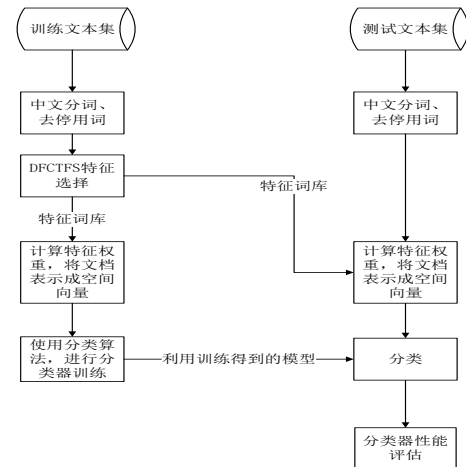 训练文本集
测试文本集
中文分词、
去停用词
中文分词、
去停用词
DFCTFS特征
选择
特征词库
特征词库
计算特征权
重，将文档
表示成空间
向量
计算特征权
重，将文档
表示成空间
向量
使用分类算
法，进行分
类器训练
利用训练得到的模型
分类
分类器性能
评估